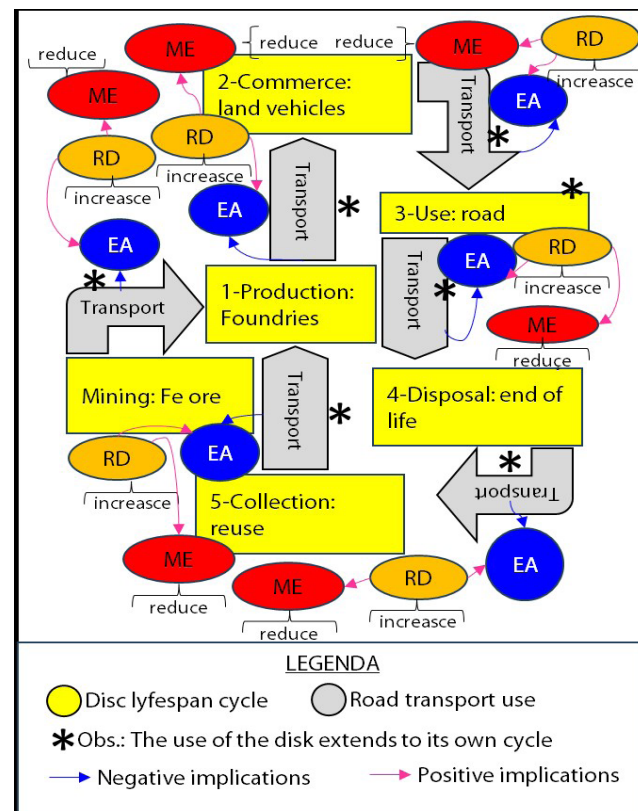 reduce
reduce
reduce
ME
ME
ME
RD
increasce
2-Commerce:
land vehicles
EA
Transport
*
RD
increasce
RD
increasce
EA
Transport
*
*
3-Use: road
EA
*
Transport
1-Production:
Foundries
Transport
*
EA
RD
increasce
ME
reduce
Mining: Fe ore
Transport
*
4-Disposal: end of
life
RD
increasce
EA
*
Transport
5-Collection:
reuse
ME
reduce
ME
reduce
RD
increasce
EA
LEGENDA
Disc lyfespan cycle
Road transport use
* Obs.: The use of the disk extends to its own cycle
Negative implications
Positive implications